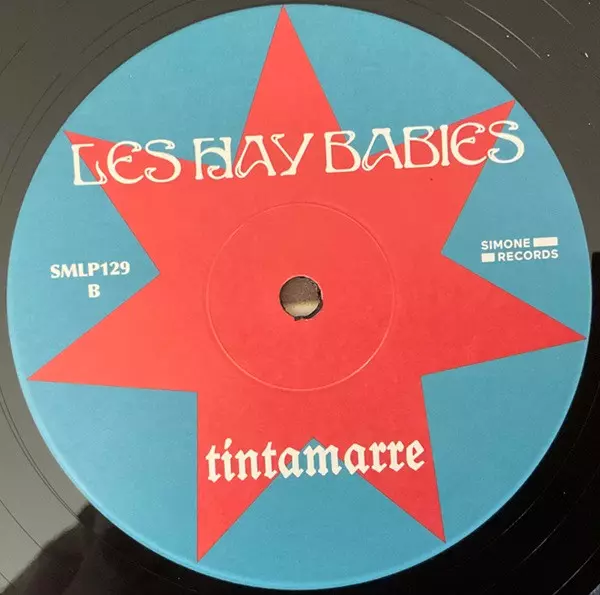 LES HAY BABIES
SMLP129
B
SIMONE
RECORDS
tintamarre